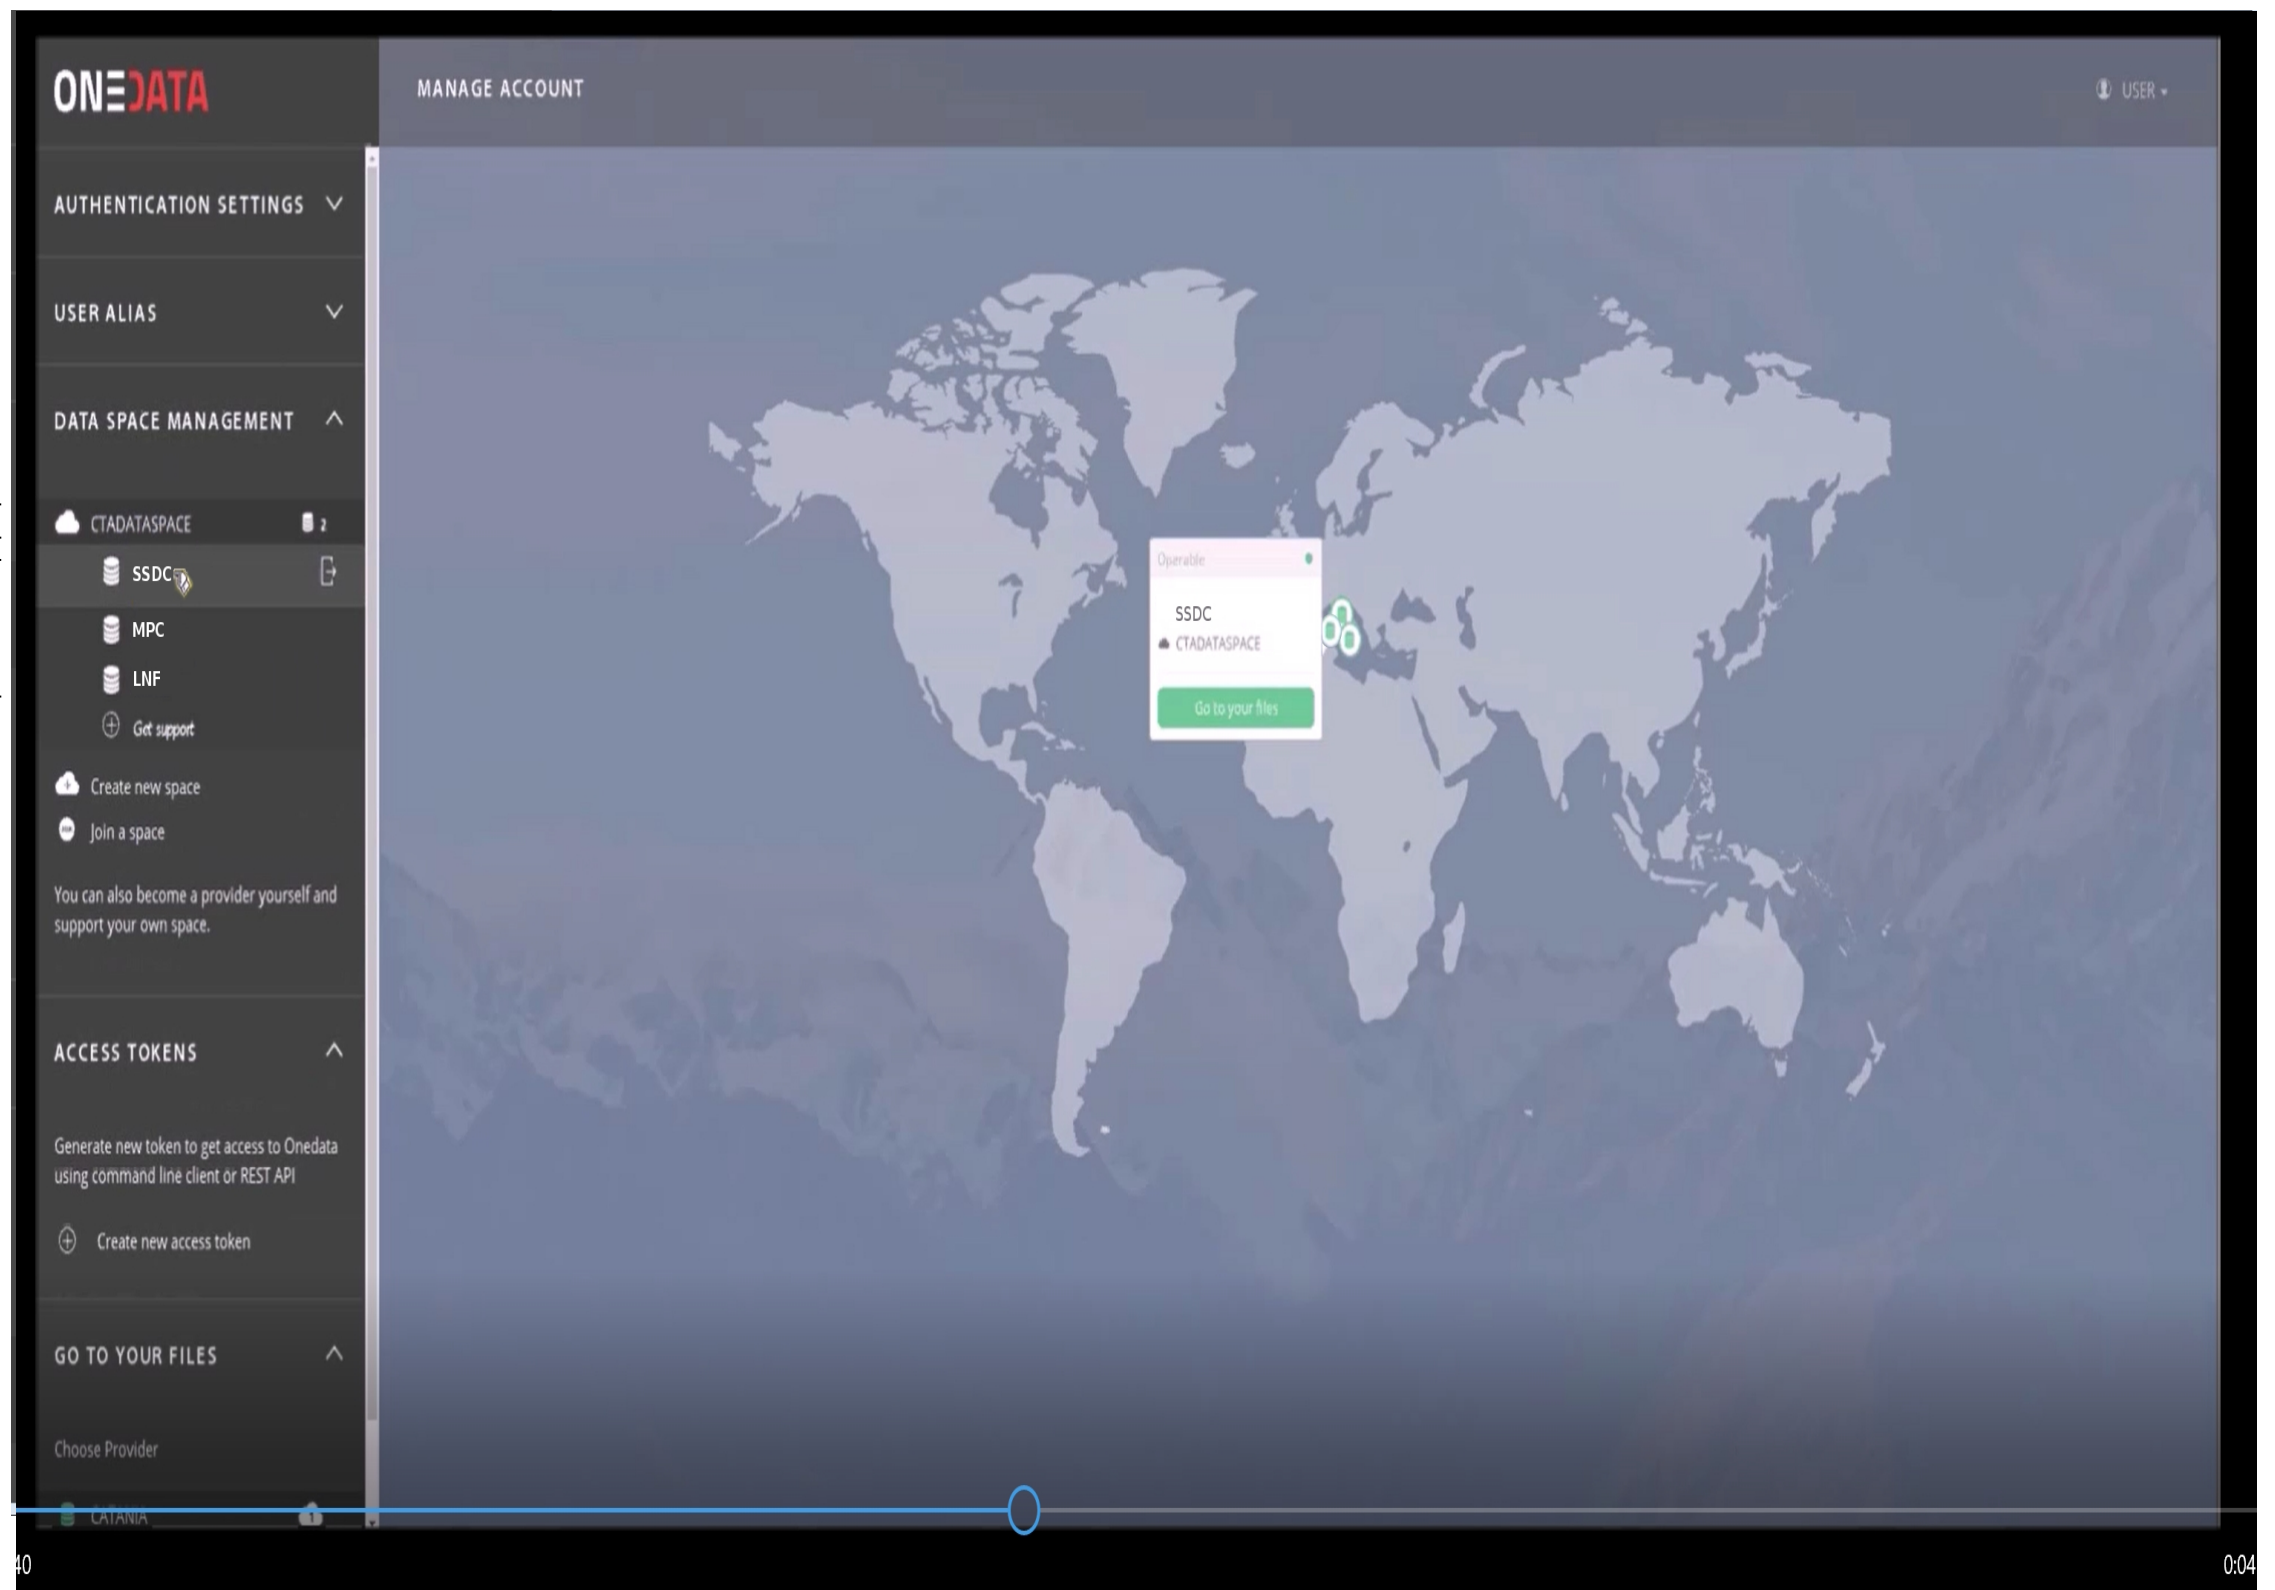 ONEDATA
MANAGE ACCOUNT
USER
AUTHENTICATION SETTINGS
USER ALIAS
DATA SPACE MANAGEMENT
CTADATASPACE 2
SSDC
MPC
LNF
Get support
Create new space
Join a space
You can also become a provider yourself and
support your own space.
ACCESS TOKENS
Generate new token to get access to Onedata
using command line client or REST API
Create new access token
GO TO YOUR FILES
Choose Provider
CATANIA 1
Operable
SSDC
CTADATASPACE
Go to your files
40
0:04